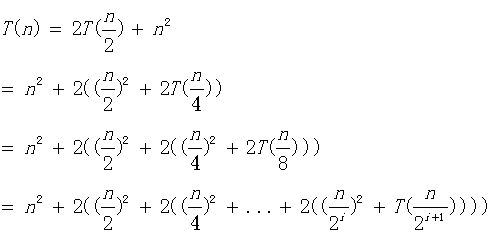 T(n) = 2T(n/2) + n²
= n² + 2((n/2)² + 2T(n/4))
= n² + 2((n/2)² + 2((n/4)² + 2T(n/8)))
= n² + 2((n/2)² + 2((n/4)² + ... + 2((n/2ⁱ)² + T(n/2ⁱ⁺¹))))